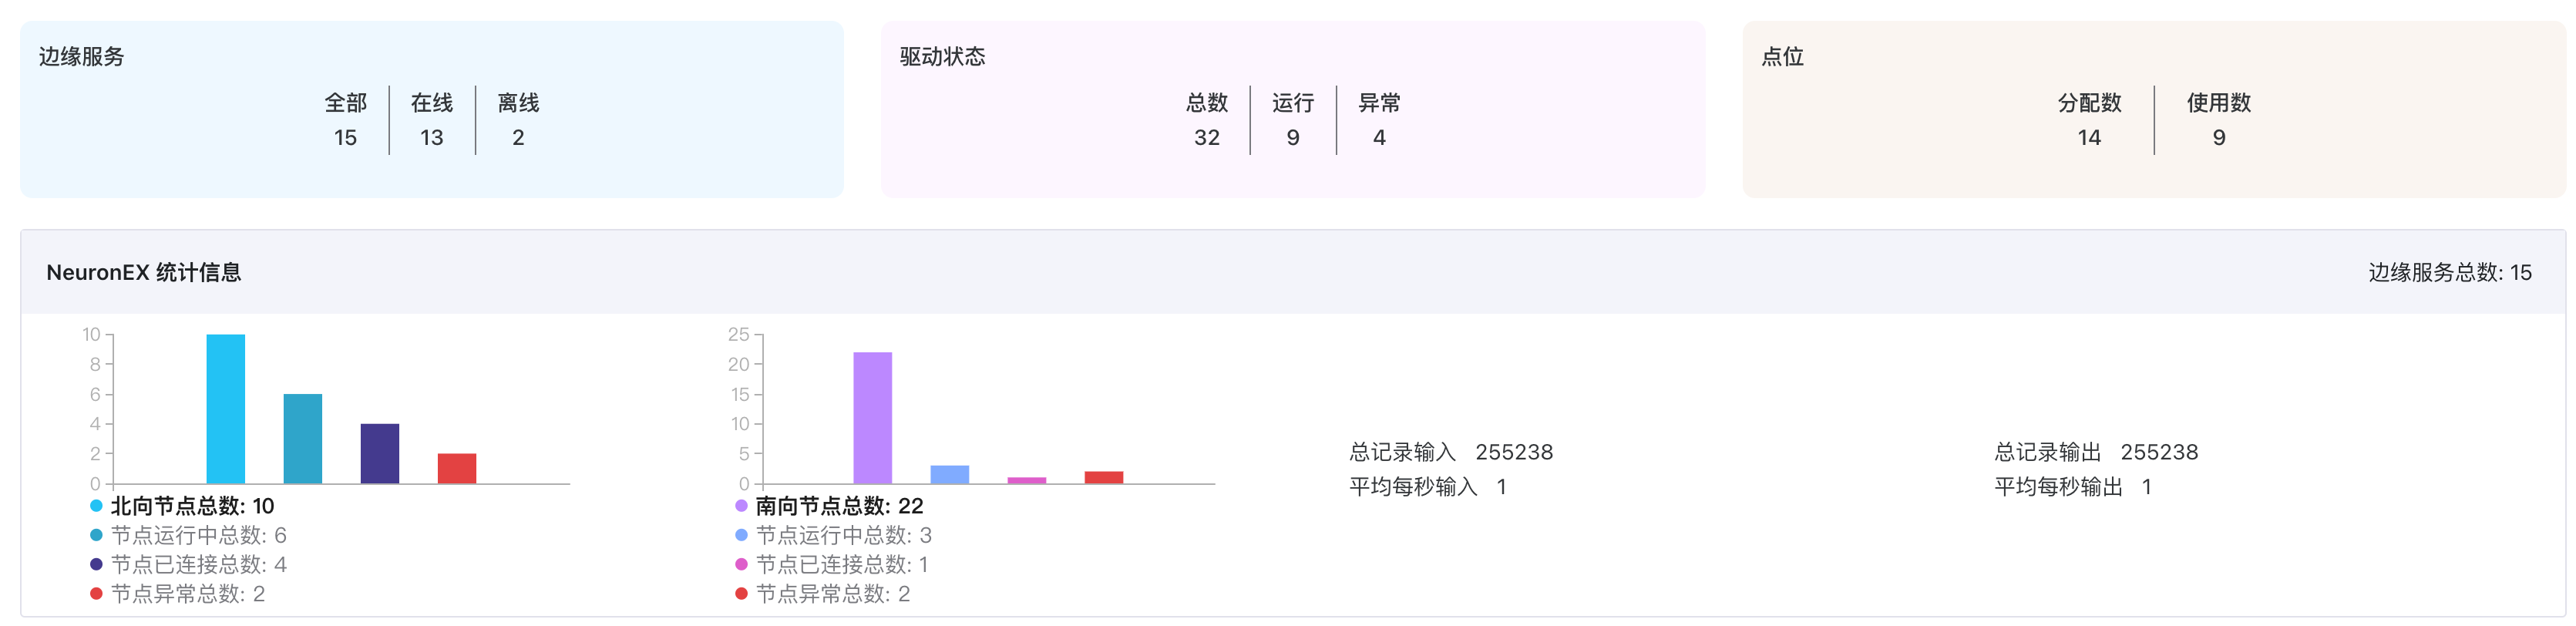 边缘服务
全部 在线 离线
15 13 2
驱动状态
总数 运行 异常
32 9 4
点位
分配数 使用数
14 9
NeuronEX 统计信息
边缘服务总数: 15
10
8
6
4
2
0
北向节点总数: 10
节点运行中总数: 6
节点已连接总数: 4
节点异常总数: 2
25
20
15
10
5
0
南向节点总数: 22
节点运行中总数: 3
节点已连接总数: 1
节点异常总数: 2
总记录输入 255238
平均每秒输入 1
总记录输出 255238
平均每秒输出 1